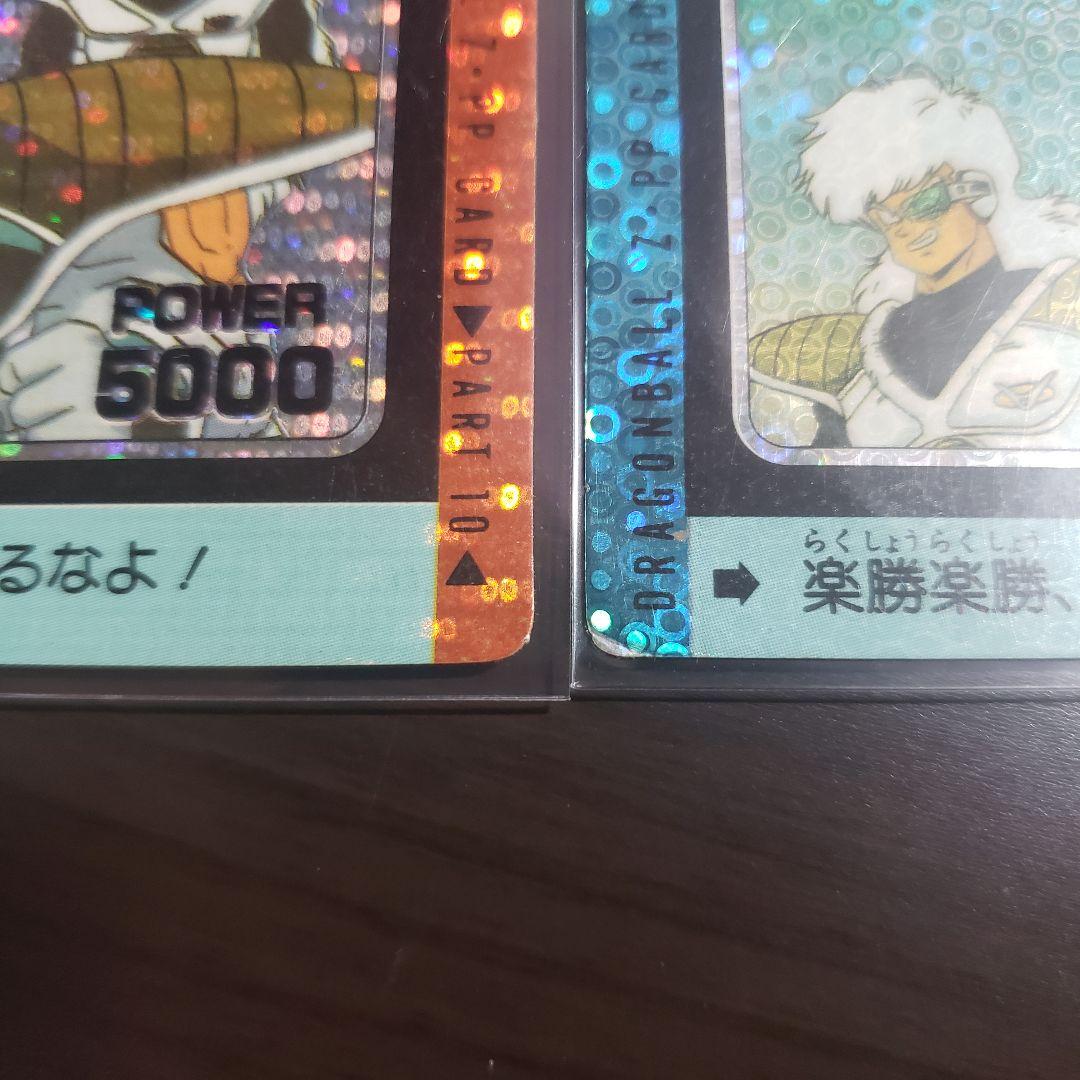 Z・PP CARD▶PART 10◀
POWER
5000
るなよ！
DRAGONBALL Z・PP CARD
らくしょうらくしょう
➡楽勝楽勝、